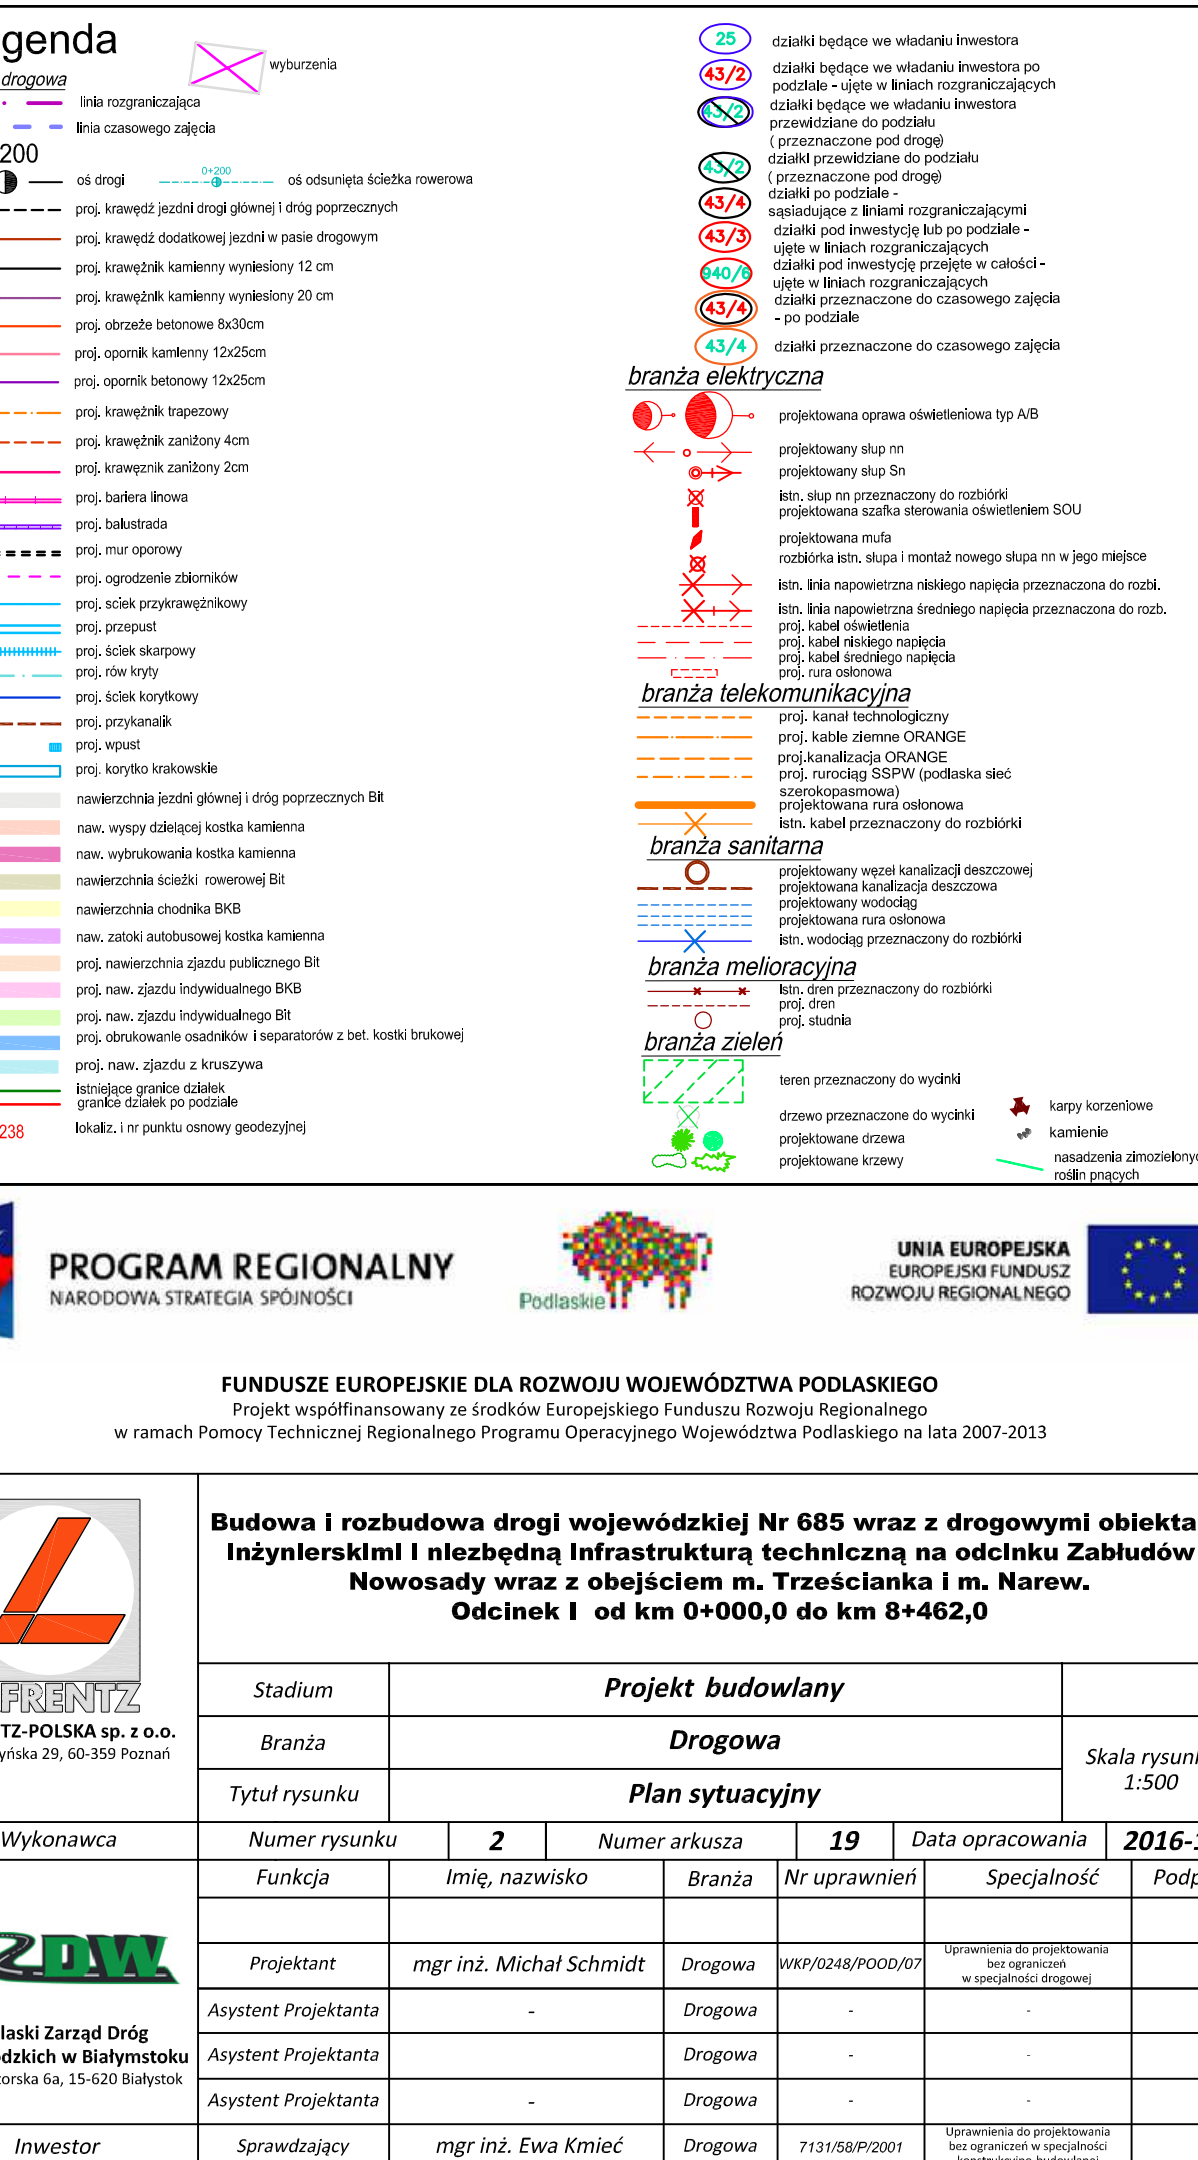 genda
drogowa
wyburzenia
linia rozgraniczająca
linia czasowego zajęcia
200
oś drogi
0+200
oś odsunięta ścieżka rowerowa
proj. krawędź jezdni drogi głównej i dróg poprzecznych
proj. krawędź dodatkowej jezdni w pasie drogowym
proj. krawężnik kamienny wyniesiony 12 cm
proj. krawężnik kamienny wyniesiony 20 cm
proj. obrzeże betonowe 8x30cm
proj. opornik kamienny 12x25cm
proj. opornik betonowy 12x25cm
proj. krawężnik trapezowy
proj. krawężnik zaniżony 4cm
proj. krawęznik zaniżony 2cm
proj. bariera linowa
proj. balustrada
proj. mur oporowy
proj. ogrodzenie zbiorników
proj. sciek przykrawężnikowy
proj. przepust
proj. ściek skarpowy
proj. rów kryty
proj. ściek korytkowy
proj. przykanalik
proj. wpust
proj. korytko krakowskie
nawierzchnia jezdni głównej i dróg poprzecznych Bit
naw. wyspy dzielącej kostka kamienna
naw. wybrukowania kostka kamienna
nawierzchnia ścieżki rowerowej Bit
nawierzchnia chodnika BKB
naw. zatoki autobusowej kostka kamienna
proj. nawierzchnia zjazdu publicznego Bit
proj. naw. zjazdu indywidualnego BKB
proj. naw. zjazdu indywidualnego Bit
proj. obrukowanie osadników i separatorów z bet. kostki brukowej
proj. naw. zjazdu z kruszywa
istniejące granice działek
granice działek po podziale
238
lokaliz. i nr punktu osnowy geodezyjnej
25
działki będące we władaniu inwestora
43/2
działki będące we władaniu inwestora po
podziale - ujęte w liniach rozgraniczających
43/2
działki będące we władaniu inwestora
przewidziane do podziału
( przeznaczone pod drogę)
43/2
działki przewidziane do podziału
( przeznaczone pod drogę)
43/4
działki po podziale -
sąsiadujące z liniami rozgraniczającymi
43/3
działki pod inwestycję lub po podziale -
ujęte w liniach rozgraniczających
940/6
działki pod inwestycję przejęte w całości -
ujęte w liniach rozgraniczających
43/4
działki przeznaczone do czasowego zajęcia
- po podziale
43/4
działki przeznaczone do czasowego zajęcia
branża elektryczna
projektowana oprawa oświetleniowa typ A/B
projektowany słup nn
projektowany słup Sn
istn. słup nn przeznaczony do rozbiórki
projektowana szafka sterowania oświetleniem SOU
projektowana mufa
rozbiórka istn. słupa i montaż nowego słupa nn w jego miejsce
istn. linia napowietrzna niskiego napięcia przeznaczona do rozbi.
istn. linia napowietrzna średniego napięcia przeznaczona do rozb.
proj. kabel oświetlenia
proj. kabel niskiego napięcia
proj. kabel średniego napięcia
proj. rura osłonowa
branża telekomunikacyjna
proj. kanał technologiczny
proj. kable ziemne ORANGE
proj.kanalizacja ORANGE
proj. rurociąg SSPW (podlaska sieć
szerokopasmowa)
projektowana rura osłonowa
istn. kabel przeznaczony do rozbiórki
branża sanitarna
projektowany węzeł kanalizacji deszczowej
projektowana kanalizacja deszczowa
projektowany wodociąg
projektowana rura osłonowa
istn. wodociąg przeznaczony do rozbiórki
branża melioracyjna
istn. dren przeznaczony do rozbiórki
proj. dren
proj. studnia
branża zieleń
teren przeznaczony do wycinki
drzewo przeznaczone do wycinki
projektowane drzewa
projektowane krzewy
karpy korzeniowe
kamienie
nasadzenia zimozielonyc
roślin pnących
PROGRAM REGIONALNY
NARODOWA STRATEGIA SPÓJNOŚCI
Podlaskie
UNIA EUROPEJSKA
EUROPEJSKI FUNDUSZ
ROZWOJU REGIONALNEGO
FUNDUSZE EUROPEJSKIE DLA ROZWOJU WOJEWÓDZTWA PODLASKIEGO
Projekt współfinansowany ze środków Europejskiego Funduszu Rozwoju Regionalnego
w ramach Pomocy Technicznej Regionalnego Programu Operacyjnego Województwa Podlaskiego na lata 2007-2013
FRENTZ
TZ-POLSKA sp. z o.o.
yńska 29, 60-359 Poznań
Budowa i rozbudowa drogi wojewódzkiej Nr 685 wraz z drogowymi obiekta
inżynierskimi i niezbędną infrastrukturą techniczną na odcinku Zabłudów
Nowosady wraz z obejściem m. Trześcianka i m. Narew.
Odcinek I od km 0+000,0 do km 8+462,0
Stadium
Projekt budowlany
Branża
Drogowa
Skala rysunk
1:500
Tytuł rysunku
Plan sytuacyjny
Wykonawca
Numer rysunku
2
Numer arkusza
19
Data opracowania
2016-1
Funkcja
Imię, nazwisko
Branża
Nr uprawnień
Specjalność
Podp
ZDW
Projektant
mgr inż. Michał Schmidt
Drogowa
WKP/0248/POOD/07
Uprawnienia do projektowania
bez ograniczeń
w specjalności drogowej
Asystent Projektanta
-
Drogowa
-
-
laski Zarząd Dróg
ódzkich w Białymstoku
torska 6a, 15-620 Białystok
Asystent Projektanta
Drogowa
-
-
Asystent Projektanta
-
Drogowa
-
-
Inwestor
Sprawdzający
mgr inż. Ewa Kmieć
Drogowa
7131/58/P/2001
Uprawnienia do projektowania
bez ograniczeń w specjalności
konstrukcyjno-budowlanej